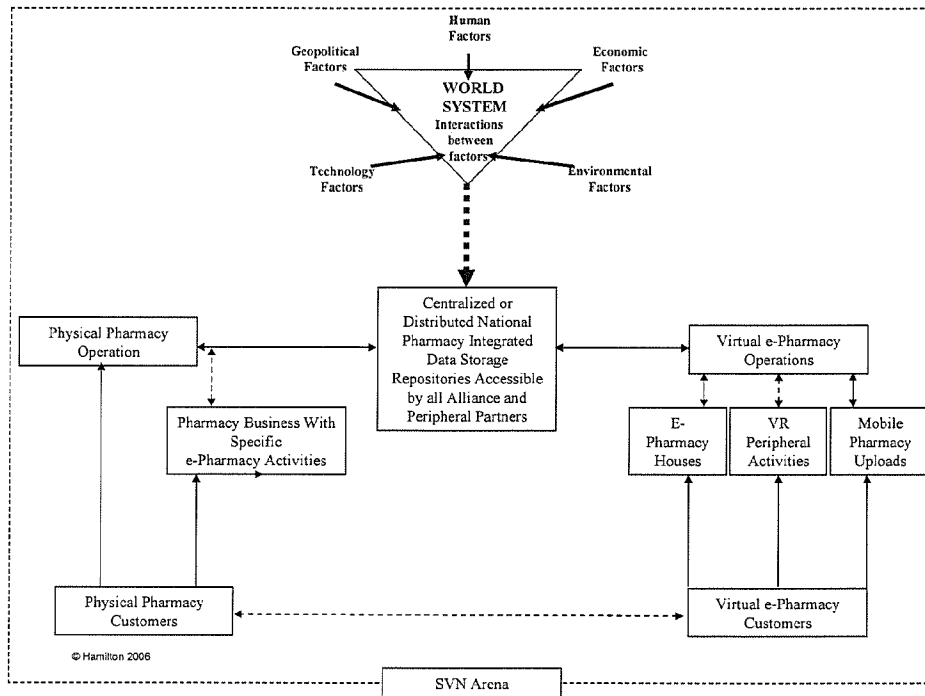 Human
Factors
Geopolitical
Factors
Economic
Factors
WORLD
SYSTEM
Interactions
between
factors
Technology
Factors
Environmental
Factors
Centralized or
Distributed National
Pharmacy Integrated
Data Storage
Repositories Accessible
by all Alliance and
Peripheral Partners
Physical Pharmacy
Operation
Virtual e-Pharmacy
Operations
Pharmacy Business With
Specific
e-Pharmacy Activities
E-
Pharmacy
Houses
VR
Peripheral
Activities
Mobile
Pharmacy
Uploads
Physical Pharmacy
Customers
Virtual e-Pharmacy
Customers
© Hamilton 2006
SVN Arena